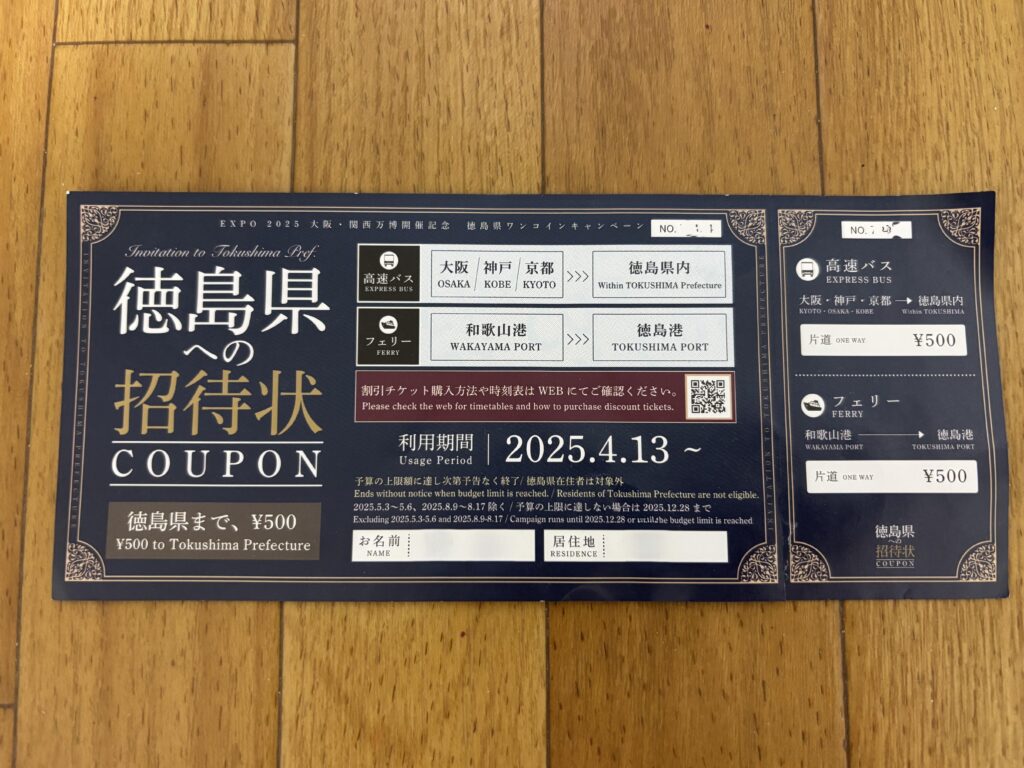 EXPO 2025 大阪・関西万博開催記念 徳島県ワンコインキャンペーン
NO.
Invitation to Tokushima Pref.
徳島県
への
招待状
COUPON
徳島県まで、¥500
¥500 to Tokushima Prefecture
高速バス
EXPRESS BUS
大阪/神戸/京都
OSAKA/KOBE/KYOTO
>>>
徳島県内
Within TOKUSHIMA Prefecture
フェリー
FERRY
和歌山港
WAKAYAMA PORT
>>>
徳島港
TOKUSHIMA PORT
割引チケット購入方法や時刻表はWEBにてご確認ください。
Please check the web for timetables and how to purchase discount tickets.
利用期間
Usage Period
2025.4.13 ~
予算の上限額に達し次第予告なく終了/徳島県在住者は対象外
Ends without notice when budget limit is reached. / Residents of Tokushima Prefecture are not eligible.
2025.5.3~5.6、2025.8.9~8.17除く/予算の上限に達しない場合は2025.12.28まで
Excluding 2025.5.3-5.6 and 2025.8.9-8.17 / Campaign runs until 2025.12.28 or until the budget limit is reached
お名前
NAME
居住地
RESIDENCE
NO.
高速バス
EXPRESS BUS
大阪・神戸・京都→徳島県内
KYOTO・OSAKA・KOBE Within TOKUSHIMA
片道 ONE WAY ¥500
フェリー
FERRY
和歌山港→徳島港
WAKAYAMA PORT TOKUSHIMA PORT
片道 ONE WAY ¥500
徳島県
への
招待状
COUPON